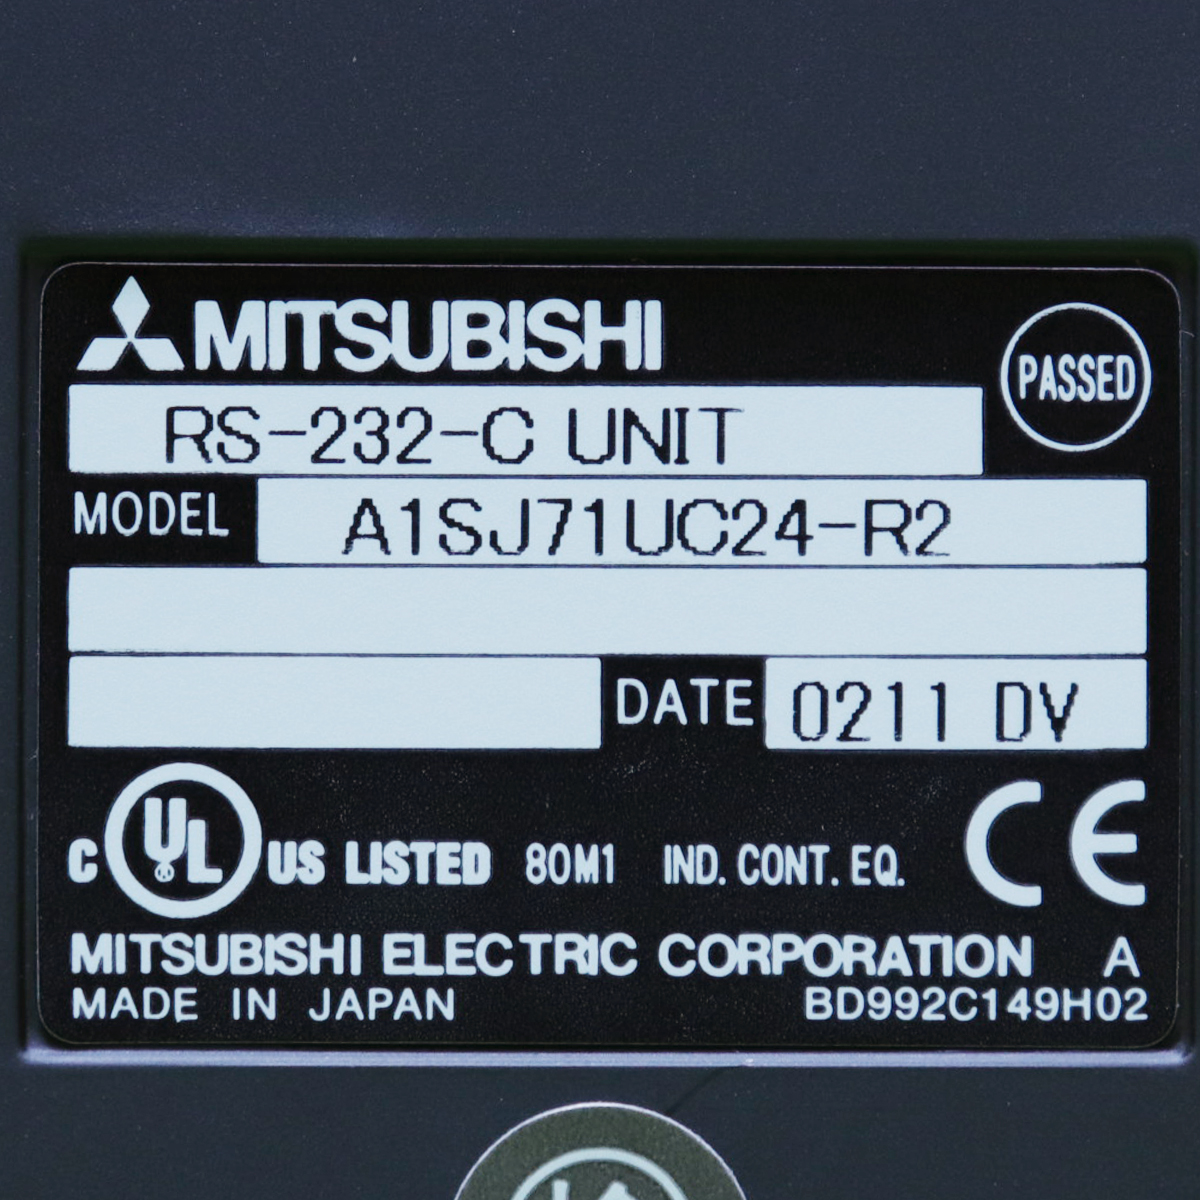 MITSUBISHI
PASSED
RS-232-C UNIT
MODEL A1SJ71UC24-R2
DATE 0211 DV
C UL US LISTED 80M1 IND. CONT. EQ. CE
MITSUBISHI ELECTRIC CORPORATION A
MADE IN JAPAN BD992C149H02